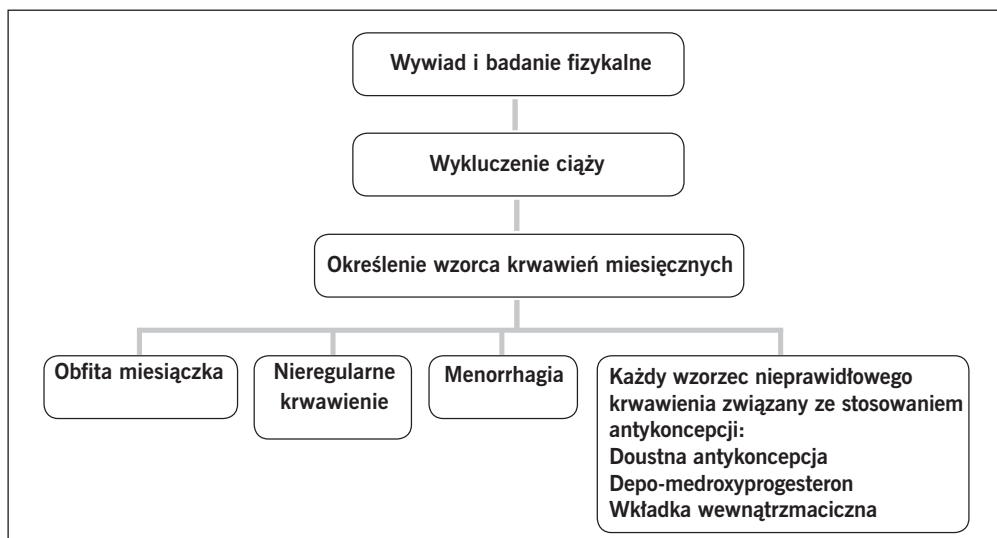 Wywiad i badanie fizykalne
Wykluczenie ciąży
Określenie wzorca krwawień miesięcznych
Obfita miesiączka
Nieregularne
krwawienie
Menorrhagia
Każdy wzorzec nieprawidłowego
krwawienia związany ze stosowaniem
antykoncepcji:
Doustna antykoncepcja
Depo-medroxyprogesteron
Wkładka wewnątrzmaciczna